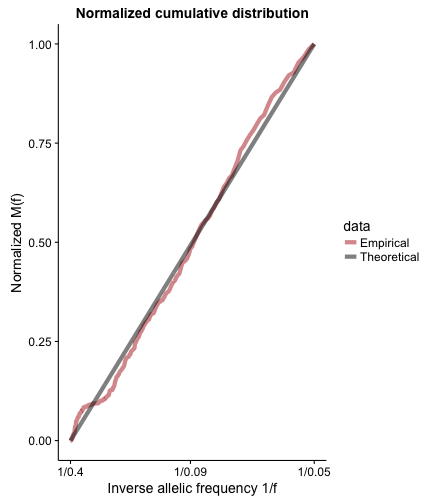 Normalized cumulative distribution
1.00
0.75
0.50
0.25
0.00
Normalized M(f)
1/0.4
1/0.09
1/0.05
Inverse allelic frequency 1/f
data
Empirical
Theoretical